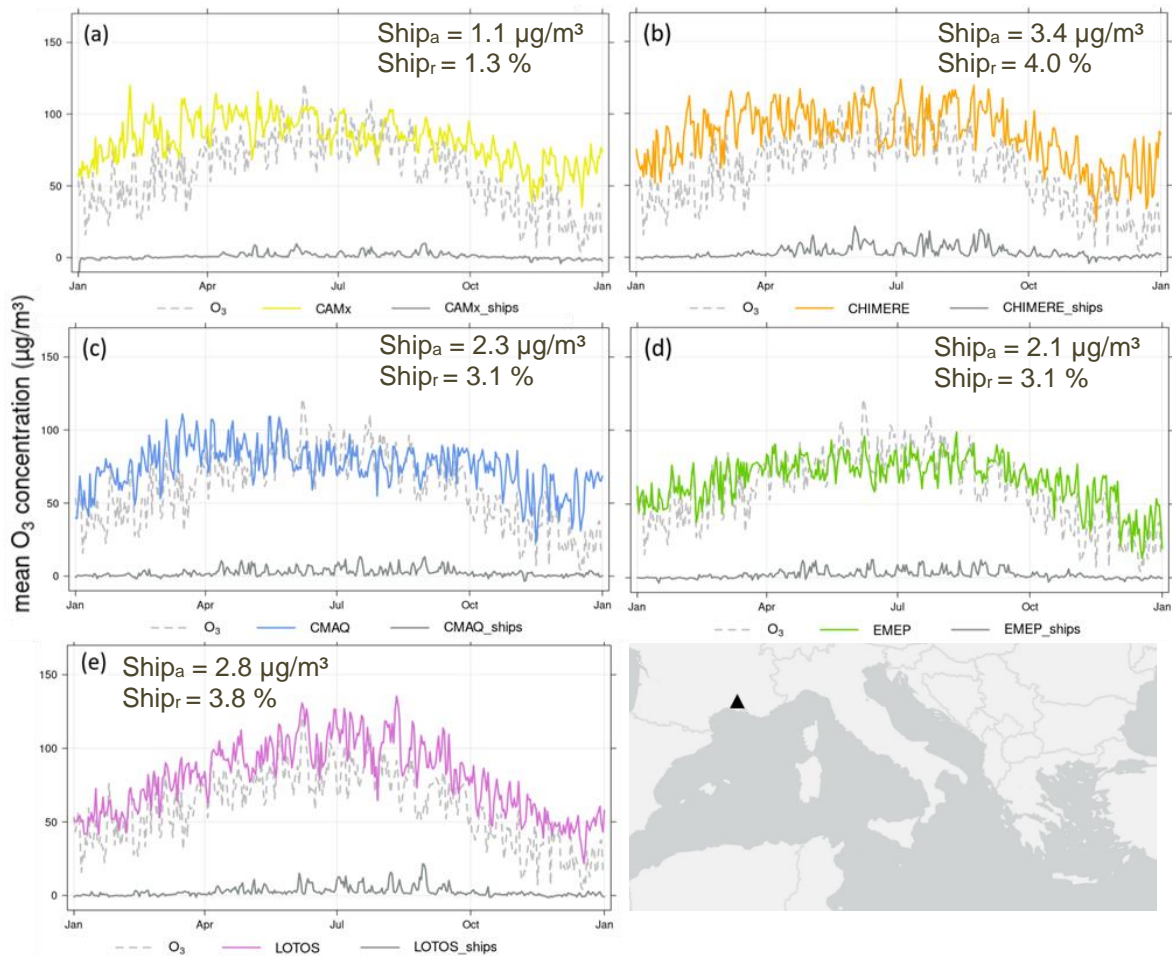 mean O₃ concentration (µg/m³)
(a)
Shipₐ = 1.1 µg/m³
Shipᵣ = 1.3 %
150
100
50
0
Jan Apr Jul Oct Jan
O₃ CAMx CAMx_ships
(b)
Shipₐ = 3.4 µg/m³
Shipᵣ = 4.0 %
150
100
50
0
Jan Apr Jul Oct Jan
O₃ CHIMERE CHIMERE_ships
(c)
Shipₐ = 2.3 µg/m³
Shipᵣ = 3.1 %
150
100
50
0
Jan Apr Jul Oct Jan
O₃ CMAQ CMAQ_ships
(d)
Shipₐ = 2.1 µg/m³
Shipᵣ = 3.1 %
150
100
50
0
Jan Apr Jul Oct Jan
O₃ EMEP EMEP_ships
(e)
Shipₐ = 2.8 µg/m³
Shipᵣ = 3.8 %
150
100
50
0
Jan Apr Jul Oct Jan
O₃ LOTOS LOTOS_ships